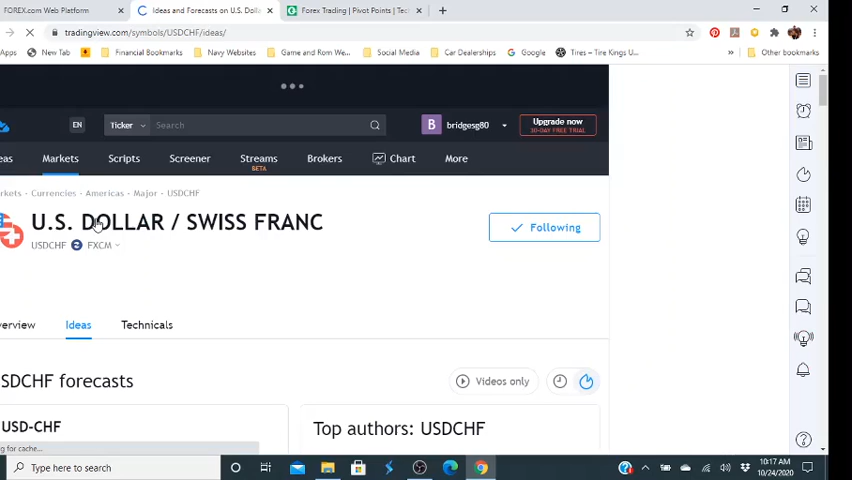 FOREX.com Web Platform × Ideas and Forecasts on U.S. Dolla × Forex Trading | Pivot Points | Tec × +
tradingview.com/symbols/USDCHF/ideas/
Apps New Tab Financial Bookmarks Navy Websites Game and Rom We... Social Media Car Dealerships Google Tires – Tire Kings U... » Other bookmarks
EN Ticker Search B bridgesg80 Upgrade now
30-DAY FREE TRIAL
eas Markets Scripts Screener Streams Brokers Chart More
BETA
rkets - Currencies - Americas - Major - USDCHF
U.S. DOLLAR / SWISS FRANC
Following
USDCHF FXCM
verview Ideas Technicals
SDCHF forecasts Videos only
USD-CHF
Top authors: USDCHF
g for cache...
Type here to search
10:17 AM
10/24/2020